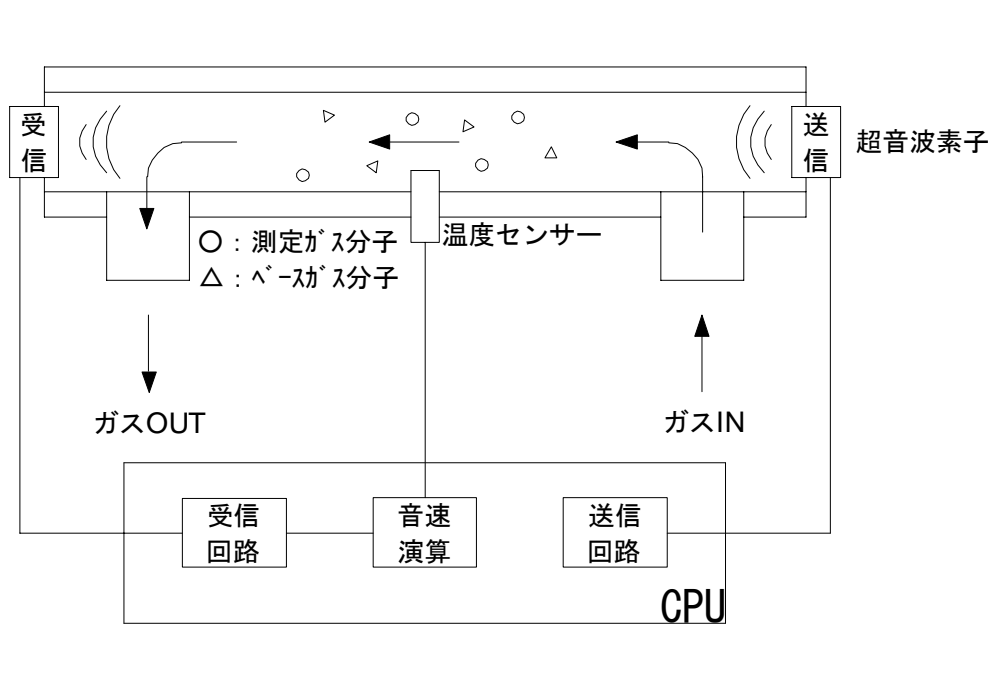 受信
送信
超音波素子
○：測定ｶﾞｽ分子
△：ﾍﾞｰｽｶﾞｽ分子
温度センサー
ガスOUT
ガスIN
受信
回路
音速
演算
送信
回路
CPU